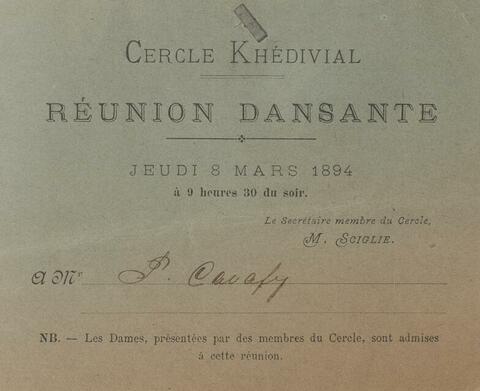 CERCLE KHÉDIVIAL
RÉUNION DANSANTE
JEUDI 8 MARS 1894
à 9 heures 30 du soir.
Le Secrétaire membre du Cercle,
M. SCIGLIE.
A Mr P. Cavafy
NB. — Les Dames, présentées par des membres du Cercle, sont admises
à cette réunion.